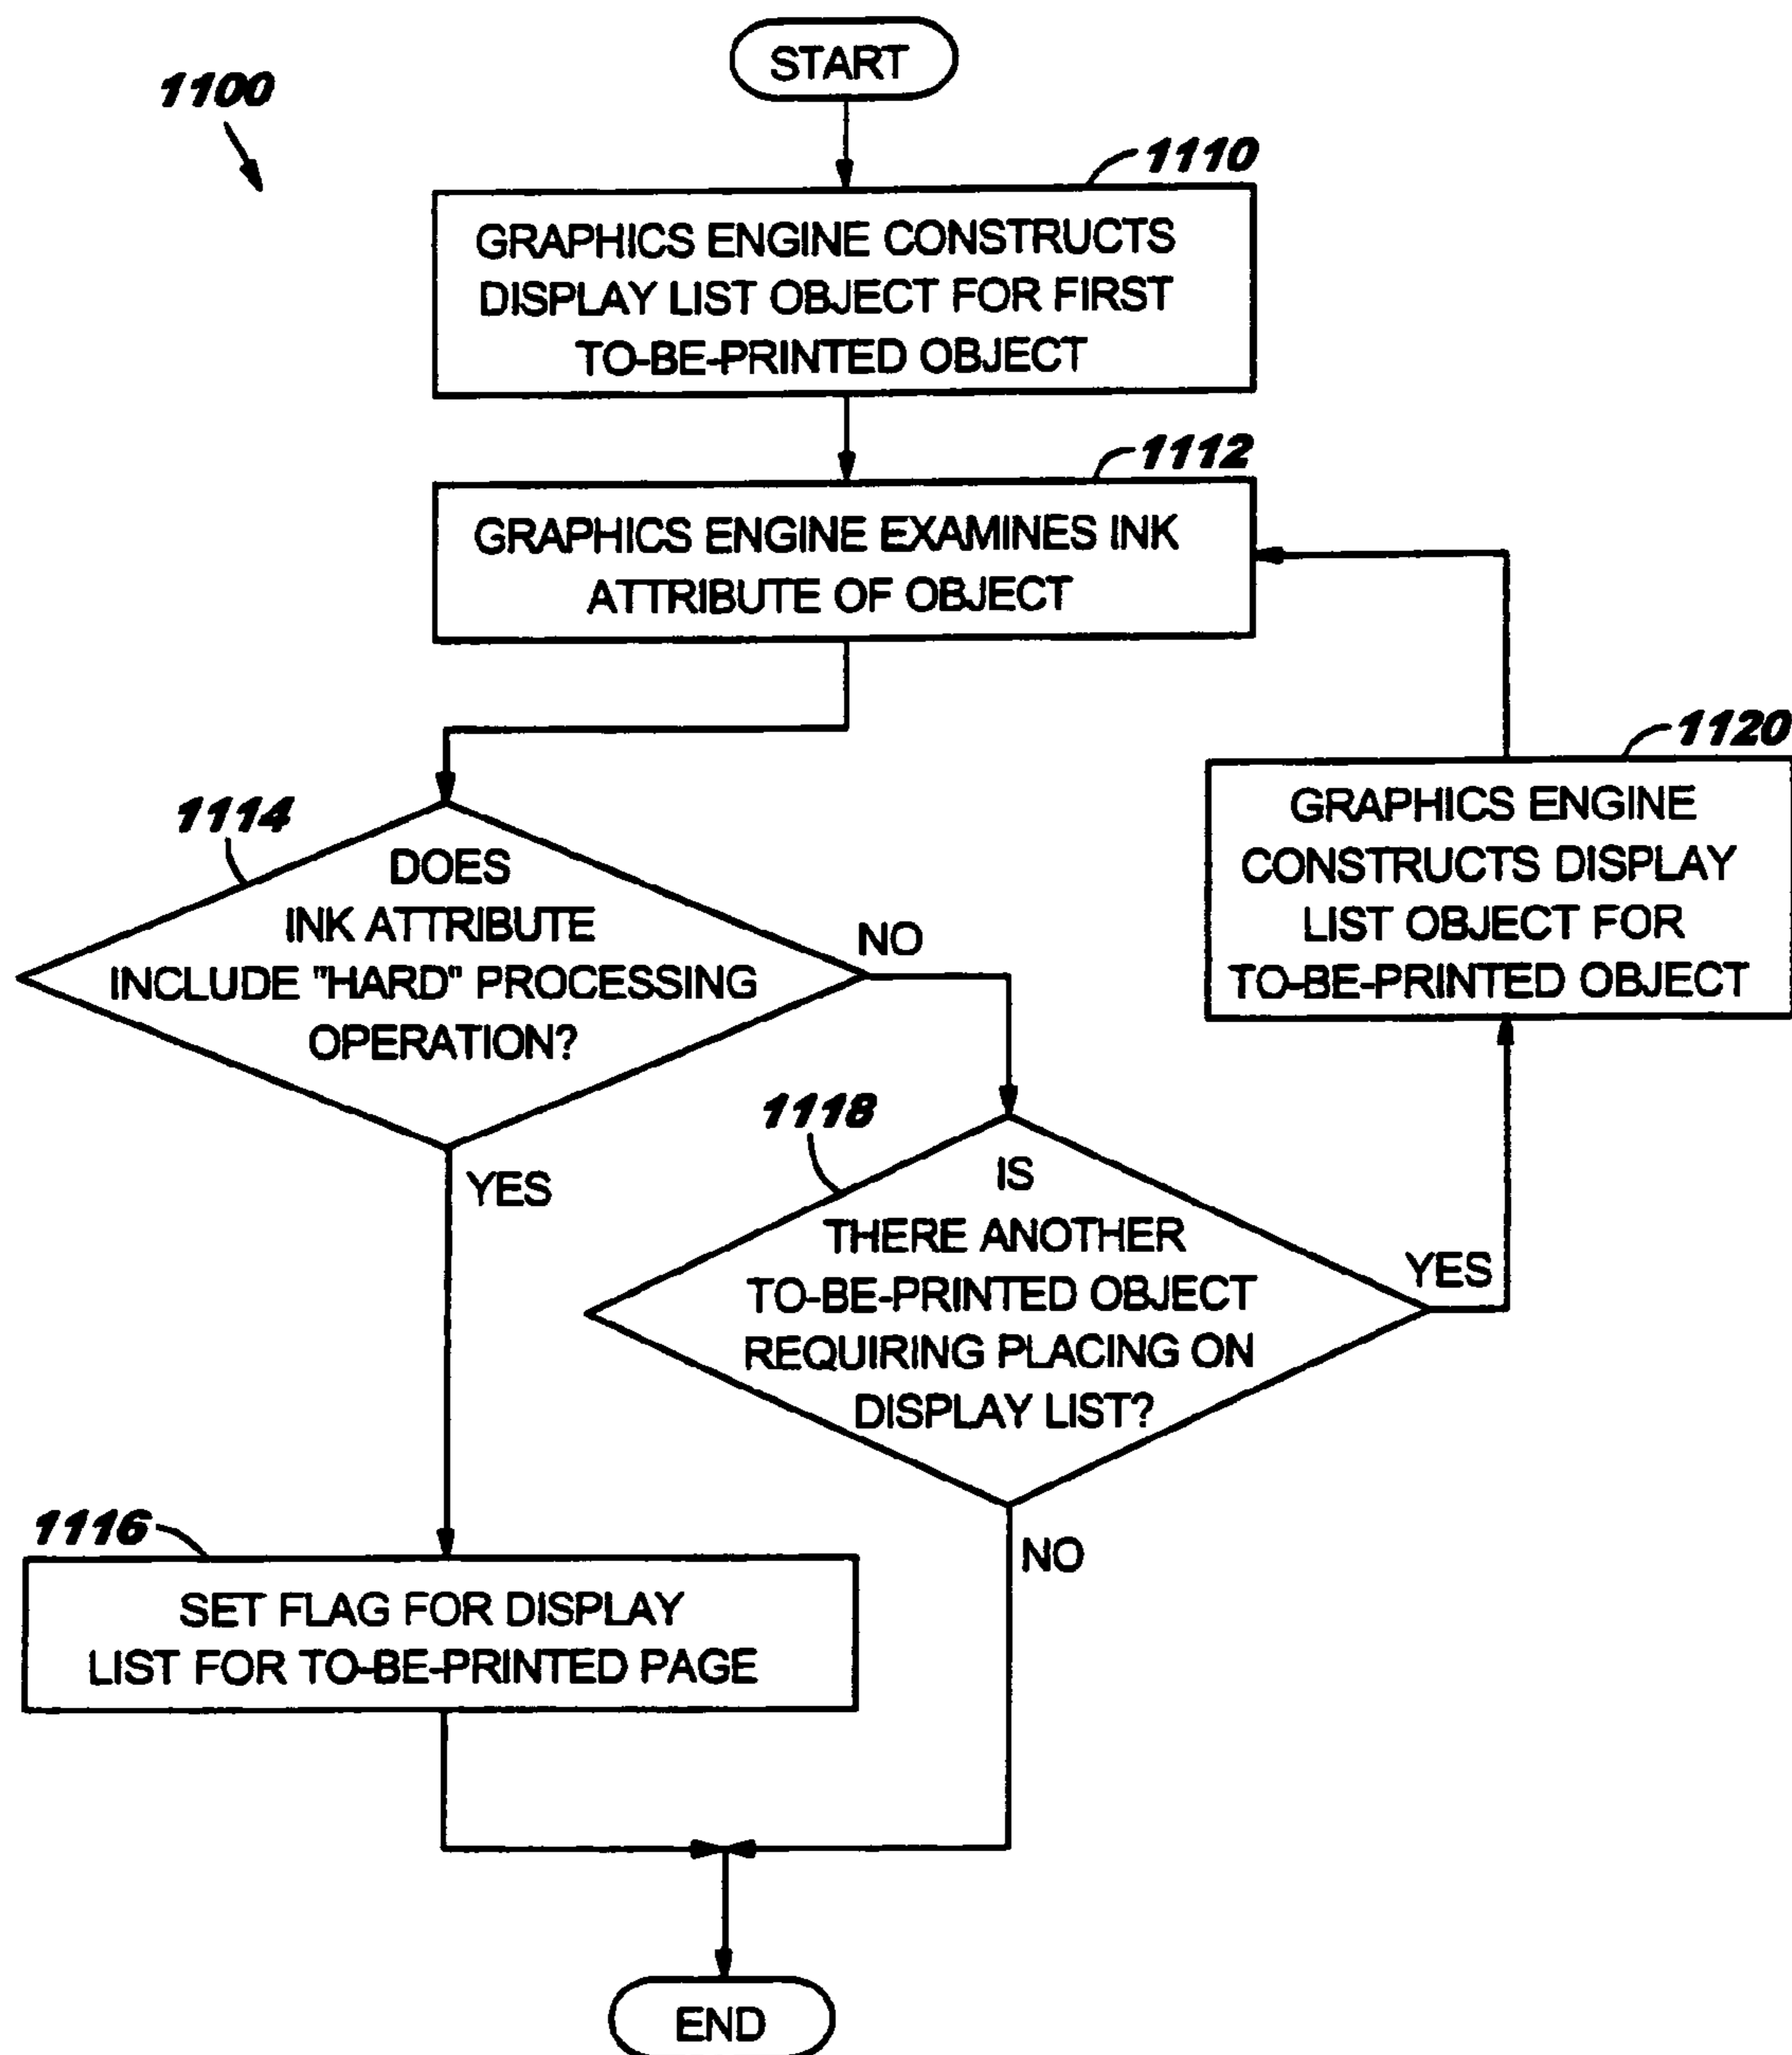 START
1100
1110
GRAPHICS ENGINE CONSTRUCTS
DISPLAY LIST OBJECT FOR FIRST
TO-BE-PRINTED OBJECT
1112
GRAPHICS ENGINE EXAMINES INK
ATTRIBUTE OF OBJECT
1114
DOES
INK ATTRIBUTE
INCLUDE "HARD" PROCESSING
OPERATION?
NO
YES
1120
GRAPHICS ENGINE
CONSTRUCTS DISPLAY
LIST OBJECT FOR
TO-BE-PRINTED OBJECT
1118
IS
THERE ANOTHER
TO-BE-PRINTED OBJECT
REQUIRING PLACING ON
DISPLAY LIST?
YES
NO
1116
SET FLAG FOR DISPLAY
LIST FOR TO-BE-PRINTED PAGE
END